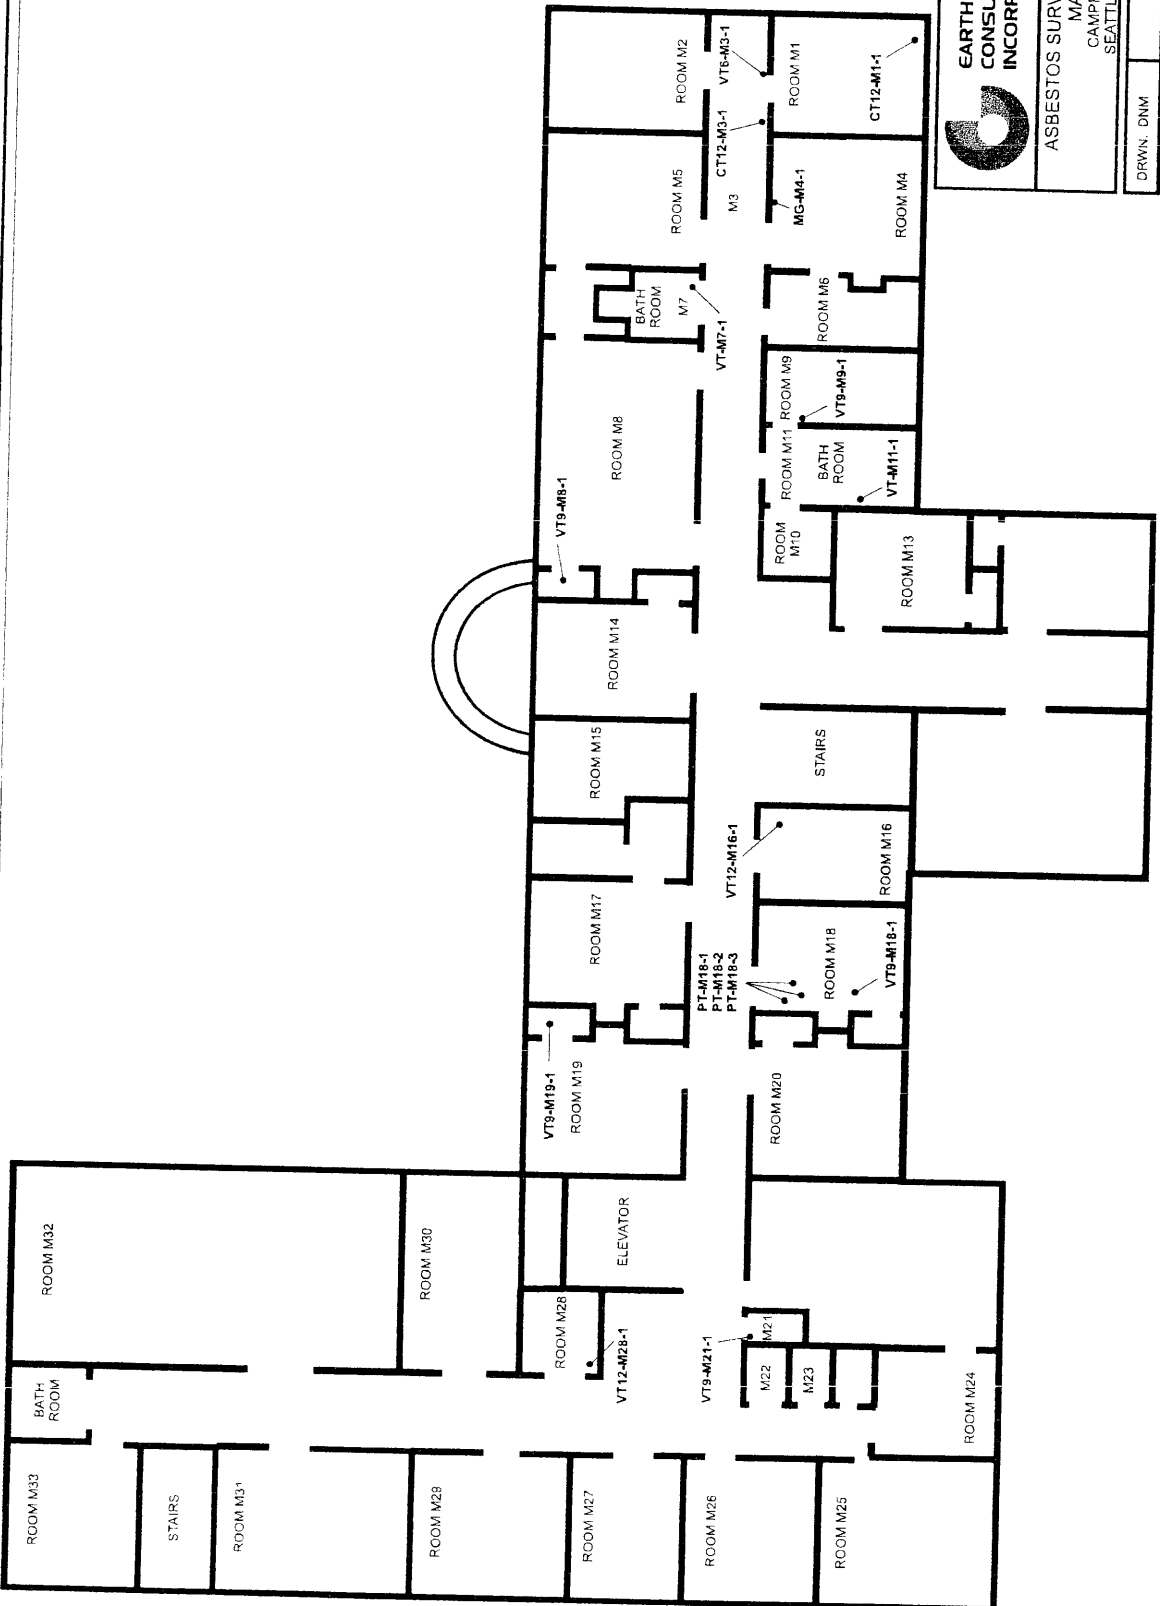 ROOM M33
BATH
ROOM
ROOM M32
STAIRS
ROOM M31
ROOM M30
ROOM M29
ROOM M28
VT12-M28-1
ELEVATOR
ROOM M27
ROOM M26
VT9-M21-1
M21
M22
M23
ROOM M25
ROOM M24
VT9-M19-1
ROOM M19
ROOM M17
ROOM M15
ROOM M14
VT9-M8-1
ROOM M8
BATH
ROOM
M7
VT-M7-1
ROOM M5
ROOM M2
PT-M18-1
PT-M18-2
PT-M18-3
VT12-M16-1
M3
CT12-M3-1
VT6-M3-1
ROOM M20
ROOM M18
VT9-M18-1
ROOM M16
STAIRS
ROOM
M10
ROOM M11
BATH
ROOM
VT-M11-1
ROOM M9
VT9-M9-1
ROOM M6
MG-M4-1
ROOM M4
ROOM M1
CT12-M1-1
ROOM M13
EARTH
CONSU
INCORP
ASBESTOS SURV
MA
CAMP
SEATTL
DRWN. DNM